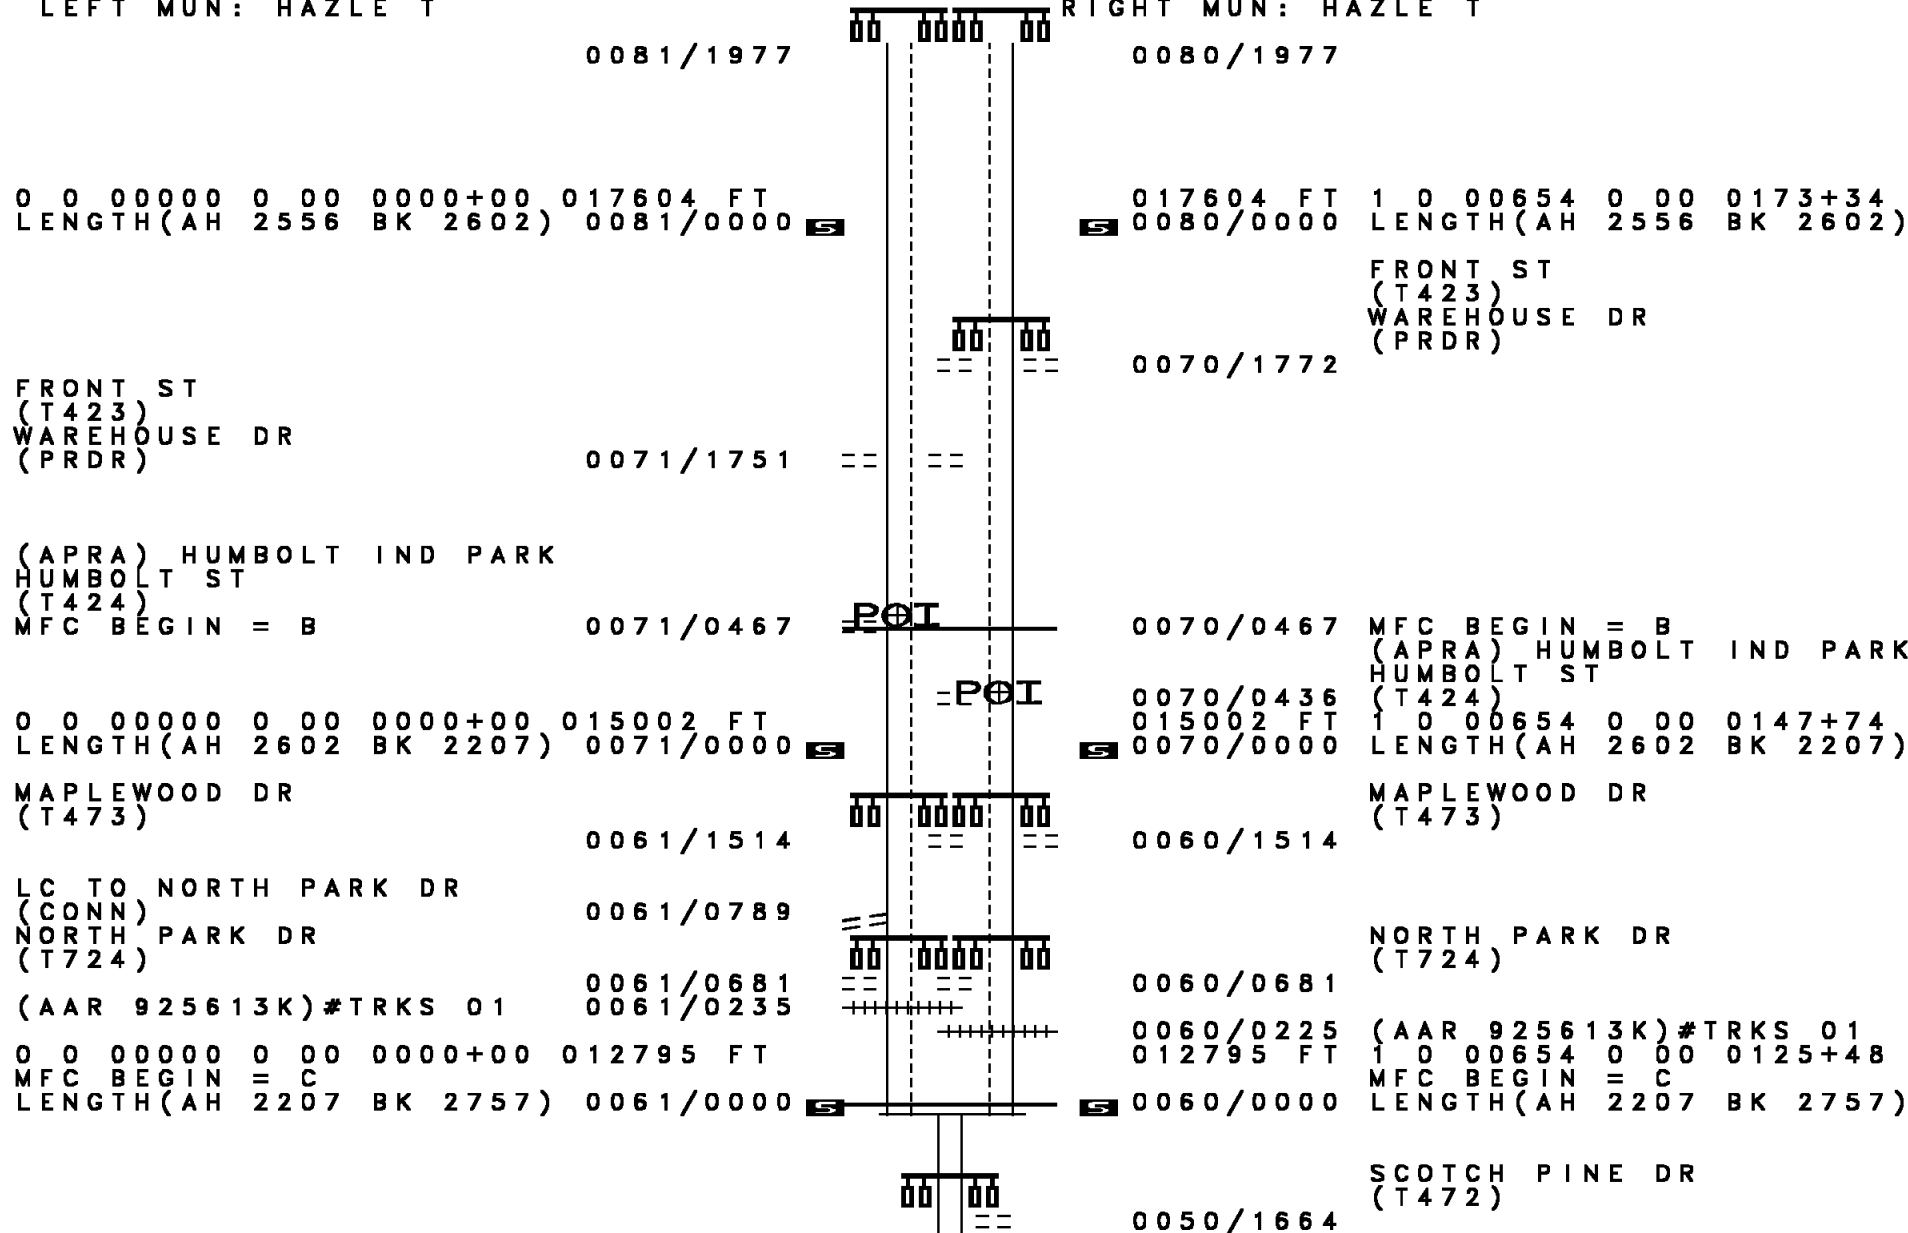 LEFT MUN: HAZLE T
RIGHT MUN: HAZLE T
0081/1977
0080/1977
0 0 00000 0 00 0000+00 017604 FT
LENGTH(AH 2556 BK 2602) 0081/0000 S
017604 FT 1 0 00654 0 00 0173+34
S 0080/0000 LENGTH(AH 2556 BK 2602)
FRONT ST
(T423)
WAREHOUSE DR
(PRDR)
0070/1772
FRONT ST
(T423)
WAREHOUSE DR
(PRDR) 0071/1751
(APRA) HUMBOLT IND PARK
HUMBOLT ST
(T424)
MFC BEGIN = B 0071/0467
POI
0070/0467 MFC BEGIN = B
(APRA) HUMBOLT IND PARK
HUMBOLT ST
POI
0070/0436 (T424)
0 0 00000 0 00 0000+00 015002 FT
LENGTH(AH 2602 BK 2207) 0071/0000 S
015002 FT 1 0 00654 0 00 0147+74
S 0070/0000 LENGTH(AH 2602 BK 2207)
MAPLEWOOD DR
(T473)
0061/1514
MAPLEWOOD DR
(T473)
0060/1514
LC TO NORTH PARK DR
(CONN) 0061/0789
NORTH PARK DR
(T724)
0061/0681
NORTH PARK DR
(T724)
0060/0681
(AAR 925613K)#TRKS 01 0061/0235
0060/0225 (AAR 925613K)#TRKS 01
0 0 00000 0 00 0000+00 012795 FT
MFC BEGIN = C
LENGTH(AH 2207 BK 2757) 0061/0000 S
012795 FT 1 0 00654 0 00 0125+48
MFC BEGIN = C
S 0060/0000 LENGTH(AH 2207 BK 2757)
SCOTCH PINE DR
(T472)
0050/1664